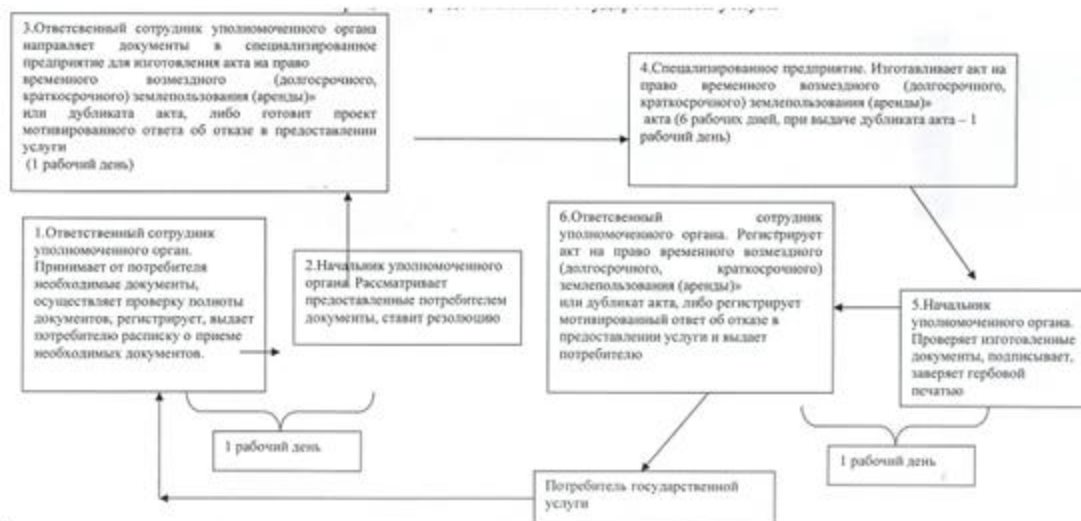 3.Ответсвенный сотрудник уполномоченного органа
направляет документы в специализированное
предприятие для изготовления акта на право
временного возмездного (долгосрочного,
краткосрочного) землепользования (аренды)»
или дубликата акта, либо готовит проект
мотивированного ответа об отказе в предоставлении
услуги
(1 рабочий день)
4.Спецализированное предприятие. Изготавливает акт на
право временного возмездного (долгосрочного,
краткосрочного) землепользования (аренды)»
акта (6 рабочих дней, при выдаче дубликата акта – 1
рабочий день)
1.Ответственный сотрудник
уполномоченного орган.
Принимает от потребителя
необходимые документы,
осуществляет проверку полноты
документов, регистрирует, выдает
потребителю расписку о приеме
необходимых документов.
2.Начальник уполномоченного
органа. Рассматривает
предоставленные потребителем
документы, ставит резолюцию
6.Ответсвенный сотрудник
уполномоченного органа. Регистрирует
акт на право временного возмездного
(долгосрочного, краткосрочного)
землепользования (аренды)»
или дубликат акта, либо регистрирует
мотивированный ответ об отказе в
предоставлении услуги и выдает
потребителю
5.Начальник
уполномоченного органа.
Проверяет изготовленные
документы, подписывает,
заверяет гербовой
печатью
1 рабочий день
1 рабочий день
Потребитель государственной
услуги